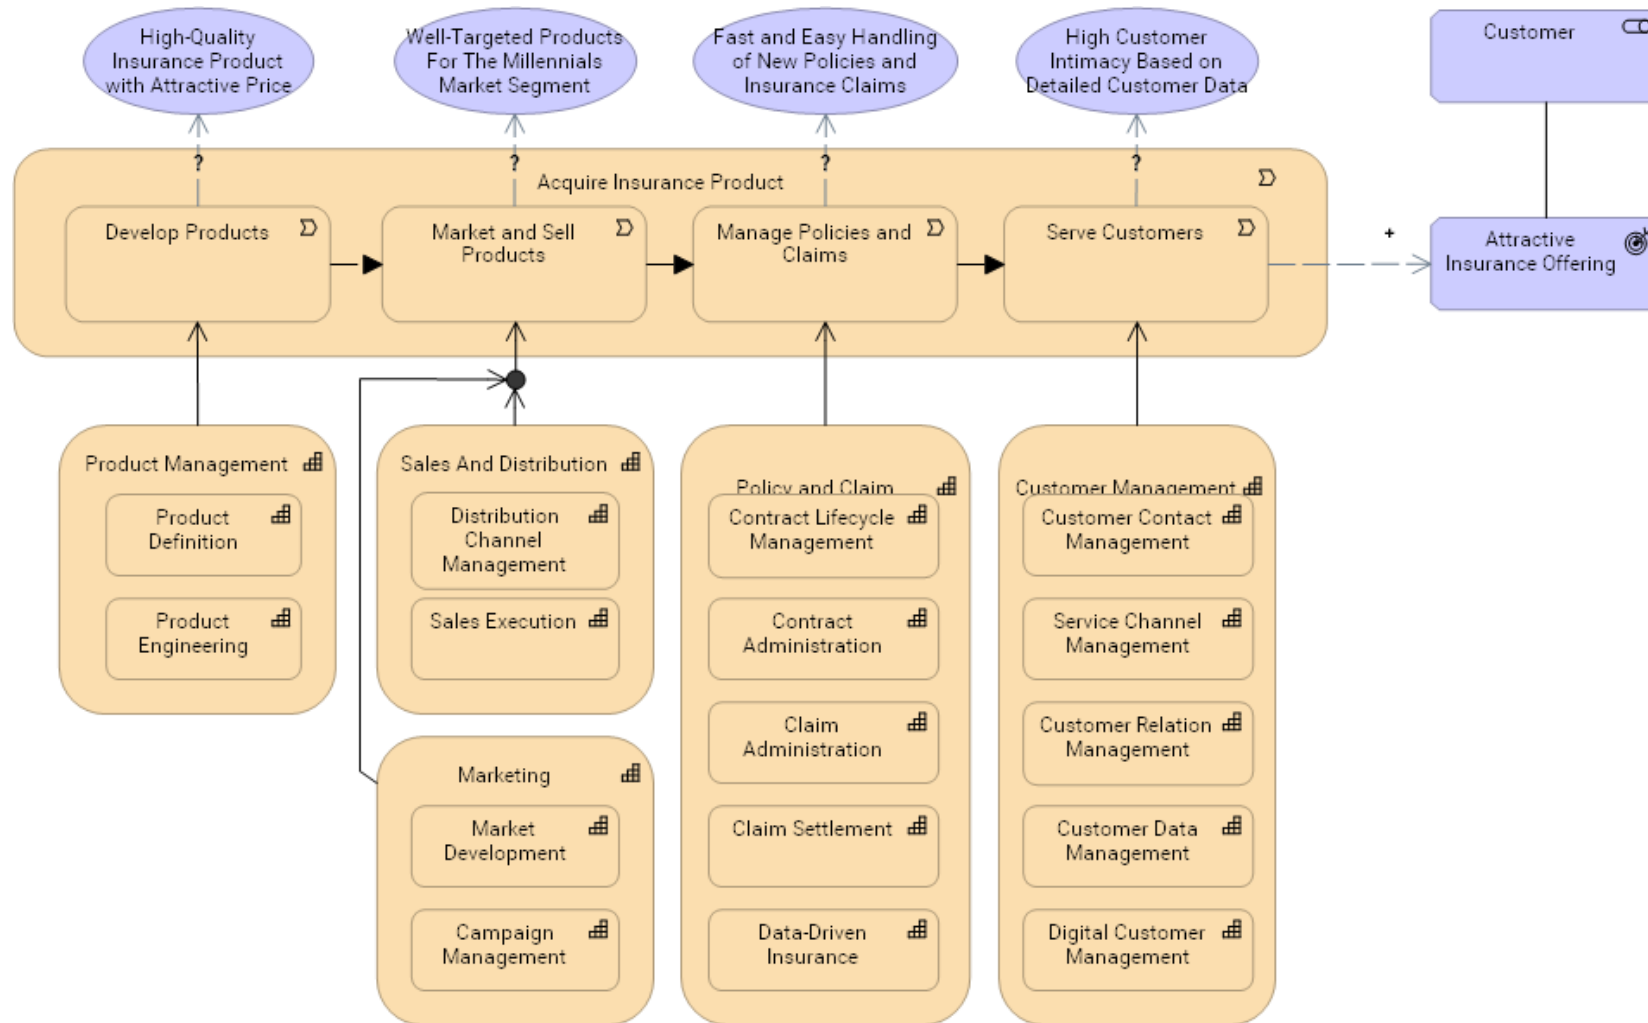 High-Quality
Insurance Product
with Attractive Price
Well-Targeted Products
For The Millennials
Market Segment
Fast and Easy Handling
of New Policies and
Insurance Claims
High Customer
Intimacy Based on
Detailed Customer Data
Customer
?
?
?
?
Acquire Insurance Product
Develop Products
Market and Sell
Products
Manage Policies and
Claims
Serve Customers
+
Attractive
Insurance Offering
Product Management
Product
Definition
Product
Engineering
Sales And Distribution
Distribution
Channel
Management
Sales Execution
Marketing
Market
Development
Campaign
Management
Policy and Claim
Contract Lifecycle
Management
Contract
Administration
Claim
Administration
Claim Settlement
Data-Driven
Insurance
Customer Management
Customer Contact
Management
Service Channel
Management
Customer Relation
Management
Customer Data
Management
Digital Customer
Management